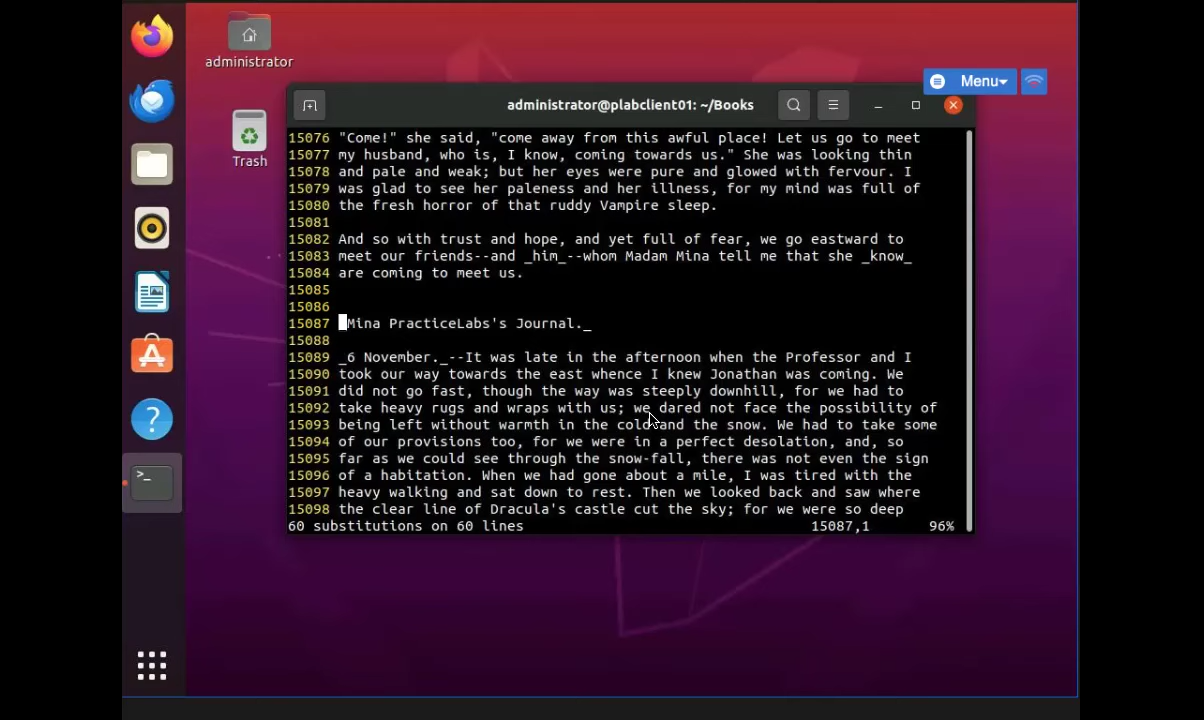 administrator
Trash
Menu
administrator@plabclient01: ~/Books
15076 "Come!" she said, "come away from this awful place! Let us go to meet
15077 my husband, who is, I know, coming towards us." She was looking thin
15078 and pale and weak; but her eyes were pure and glowed with fervour. I
15079 was glad to see her paleness and her illness, for my mind was full of
15080 the fresh horror of that ruddy Vampire sleep.
15081
15082 And so with trust and hope, and yet full of fear, we go eastward to
15083 meet our friends--and _him_--whom Madam Mina tell me that she _know_
15084 are coming to meet us.
15085
15086
15087 Mina PracticeLabs's Journal._
15088
15089 _6 November._--It was late in the afternoon when the Professor and I
15090 took our way towards the east whence I knew Jonathan was coming. We
15091 did not go fast, though the way was steeply downhill, for we had to
15092 take heavy rugs and wraps with us; we dared not face the possibility of
15093 being left without warmth in the cold and the snow. We had to take some
15094 of our provisions too, for we were in a perfect desolation, and, so
15095 far as we could see through the snow-fall, there was not even the sign
15096 of a habitation. When we had gone about a mile, I was tired with the
15097 heavy walking and sat down to rest. Then we looked back and saw where
15098 the clear line of Dracula's castle cut the sky; for we were so deep
60 substitutions on 60 lines 15087,1 96%